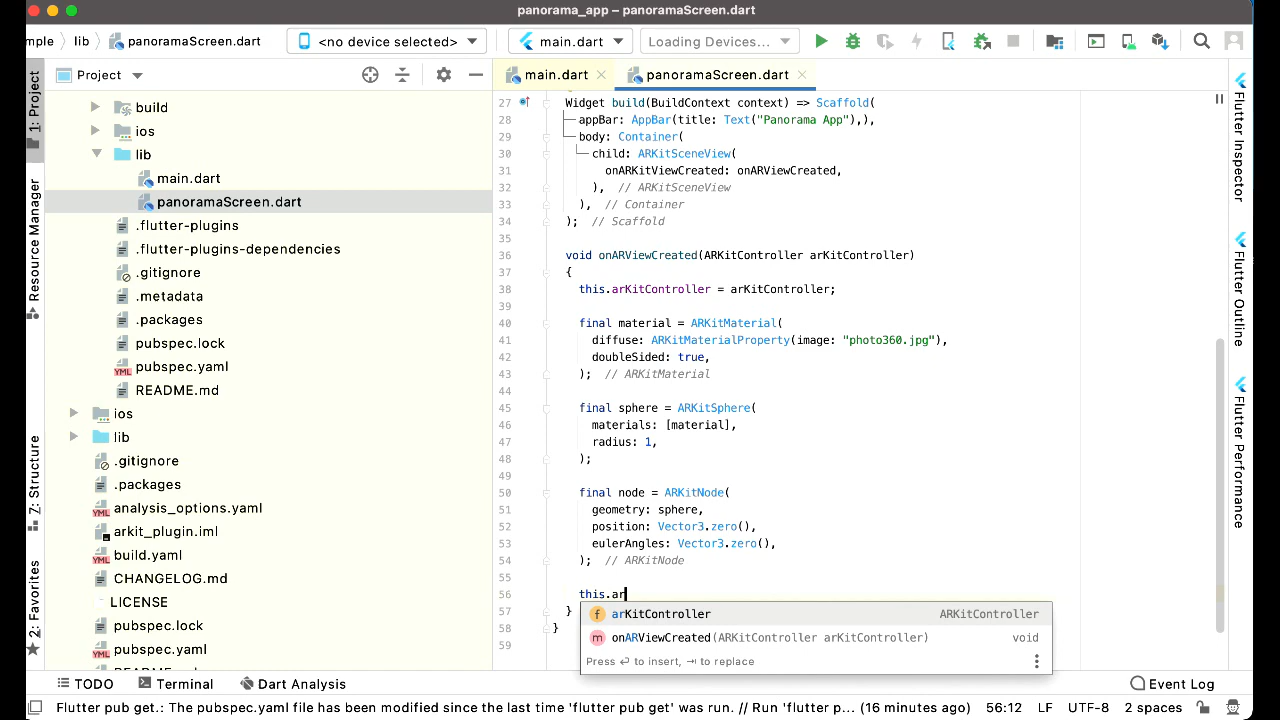 panorama_app – panoramaScreen.dart
mple
lib
panoramaScreen.dart
<no device selected>
main.dart
Loading Devices...
Project
main.dart
panoramaScreen.dart
1: Project
Resource Manager
7: Structure
2: Favorites
build
ios
lib
main.dart
panoramaScreen.dart
.flutter-plugins
.flutter-plugins-dependencies
.gitignore
.metadata
.packages
pubspec.lock
pubspec.yaml
README.md
ios
lib
.gitignore
.packages
analysis_options.yaml
arkit_plugin.iml
build.yaml
CHANGELOG.md
LICENSE
pubspec.lock
pubspec.yaml
27 Widget build(BuildContext context) => Scaffold(
28 appBar: AppBar(title: Text("Panorama App"),),
29 body: Container(
30 child: ARKitSceneView(
31 onARKitViewCreated: onARViewCreated,
32 ), // ARKitSceneView
33 ), // Container
34 ); // Scaffold
35
36 void onARViewCreated(ARKitController arKitController)
37 {
38 this.arKitController = arKitController;
39
40 final material = ARKitMaterial(
41 diffuse: ARKitMaterialProperty(image: "photo360.jpg"),
42 doubleSided: true,
43 ); // ARKitMaterial
44
45 final sphere = ARKitSphere(
46 materials: [material],
47 radius: 1,
48 );
49
50 final node = ARKitNode(
51 geometry: sphere,
52 position: Vector3.zero(),
53 eulerAngles: Vector3.zero(),
54 ); // ARKitNode
55
56 this.ar
57 }
58 }
59
f arKitController ARKitController
m onARViewCreated(ARKitController arKitController) void
Press ↵ to insert, ⇥ to replace
Flutter Inspector
Flutter Outline
Flutter Performance
TODO
Terminal
Dart Analysis
Event Log
Flutter pub get.: The pubspec.yaml file has been modified since the last time 'flutter pub get' was run. // Run 'flutter p... (16 minutes ago)
56:12
LF
UTF-8
2 spaces